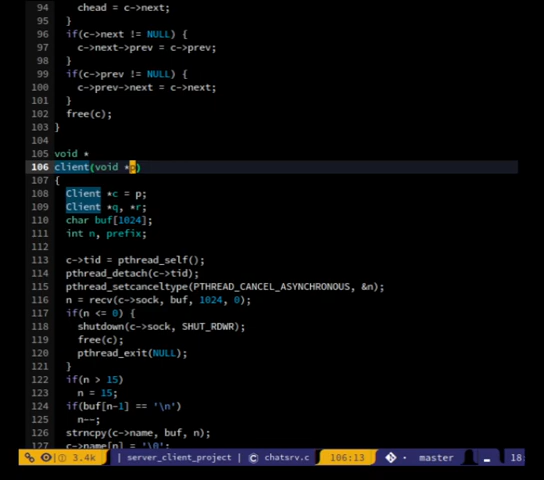 94 chead = c->next;
95 }
96 if(c->next != NULL) {
97 c->next->prev = c->prev;
98 }
99 if(c->prev != NULL) {
100 c->prev->next = c->next;
101 }
102 free(c);
103 }
104
105 void *
106 client(void *p)
107 {
108 Client *c = p;
109 Client *q, *r;
110 char buf[1024];
111 int n, prefix;
112
113 c->tid = pthread_self();
114 pthread_detach(c->tid);
115 pthread_setcanceltype(PTHREAD_CANCEL_ASYNCHRONOUS, &n);
116 n = recv(c->sock, buf, 1024, 0);
117 if(n <= 0) {
118 shutdown(c->sock, SHUT_RDWR);
119 free(c);
120 pthread_exit(NULL);
121 }
122 if(n > 15)
123 n = 15;
124 if(buf[n-1] == '\n')
125 n--;
126 strncpy(c->name, buf, n);
127 c->name[n] = '\0';
3.4k | server_client_project | chatsrv.c 106:13 master 18